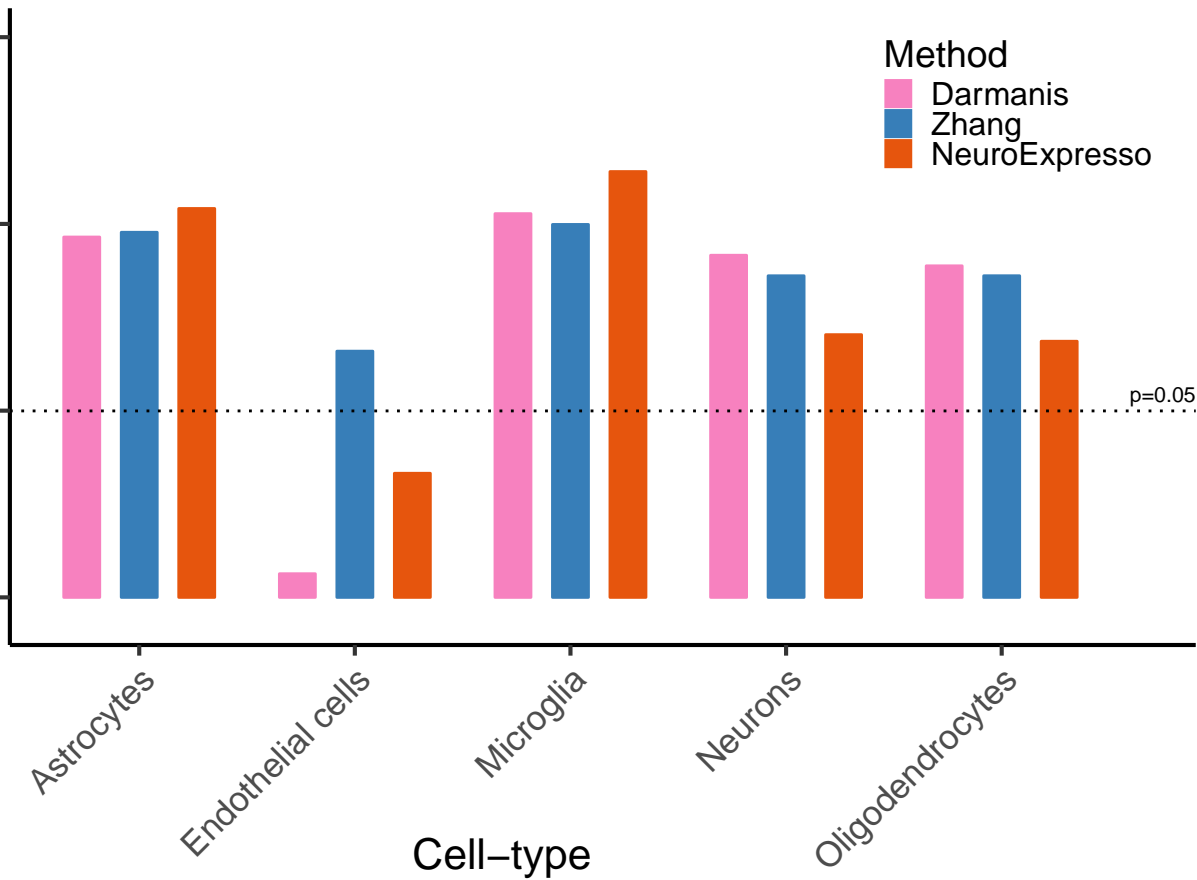 Method
Darmanis
Zhang
NeuroExpresso
p=0.05
Astrocytes
Endothelial cells
Microglia
Neurons
Oligodendrocytes
Cell−type